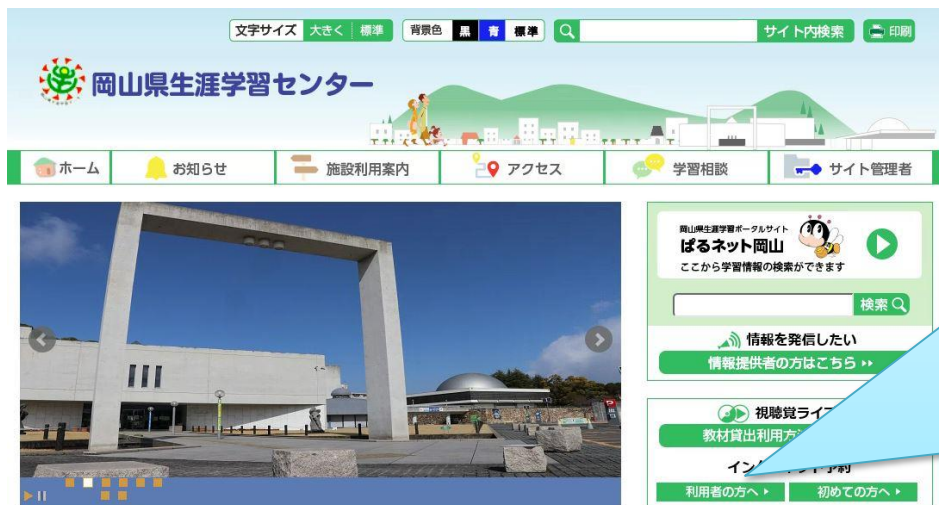 文字サイズ 大きく 標準 背景色 黒 青 標準 サイト内検索 印刷
岡山県生涯学習センター
ホーム お知らせ 施設利用案内 アクセス 学習相談 サイト管理者
岡山県生涯学習ポータルサイト
ぱるネット岡山
ここから学習情報の検索ができます
検索
情報を発信したい
情報提供者の方はこちら
視聴覚ライブ
教材貸出利用方
利用者の方へ 初めての方へ